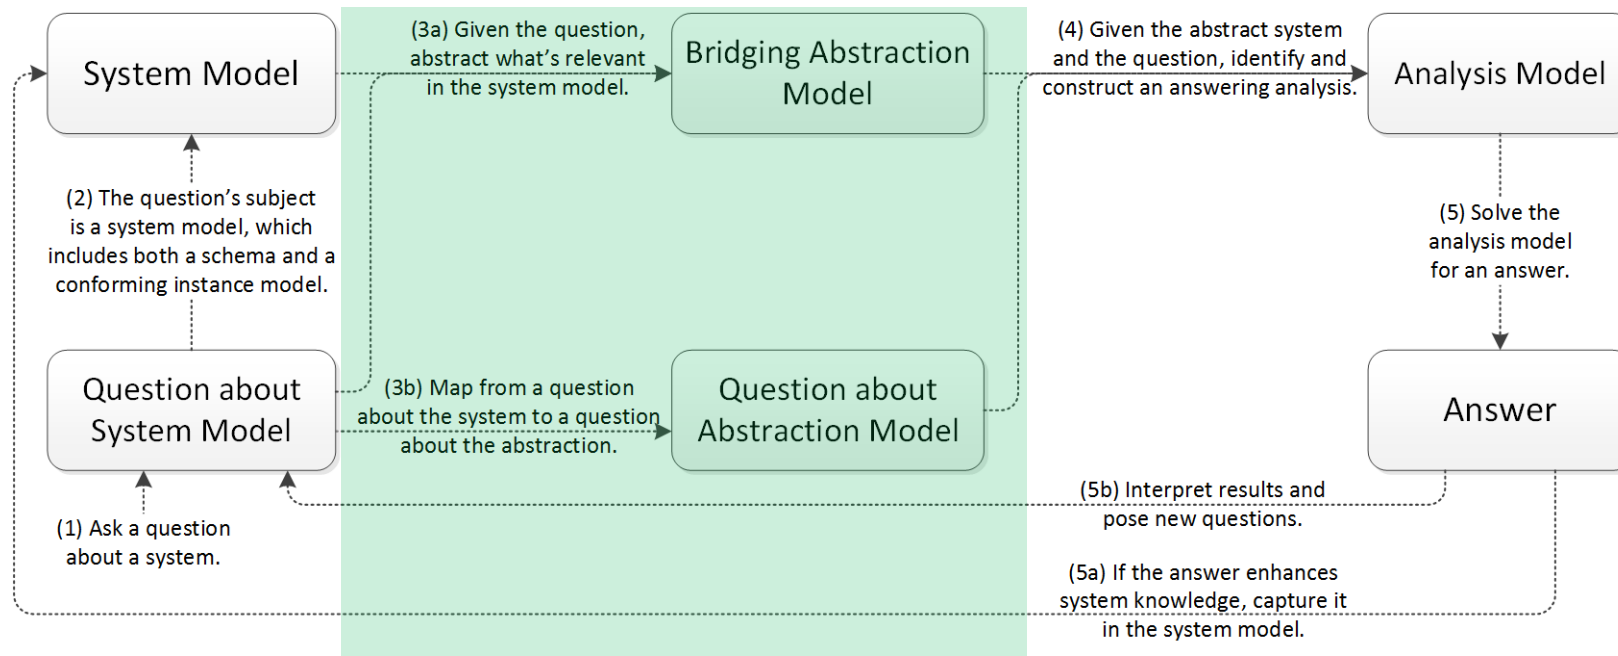 System Model
(3a) Given the question,
abstract what's relevant
in the system model.
Bridging Abstraction
Model
(4) Given the abstract system
and the question, identify and
construct an answering analysis.
Analysis Model
(2) The question's subject
is a system model, which
includes both a schema and a
conforming instance model.
(5) Solve the
analysis model
for an answer.
Question about
System Model
(3b) Map from a question
about the system to a question
about the abstraction.
Question about
Abstraction Model
Answer
(1) Ask a question
about a system.
(5b) Interpret results and
pose new questions.
(5a) If the answer enhances
system knowledge, capture it
in the system model.